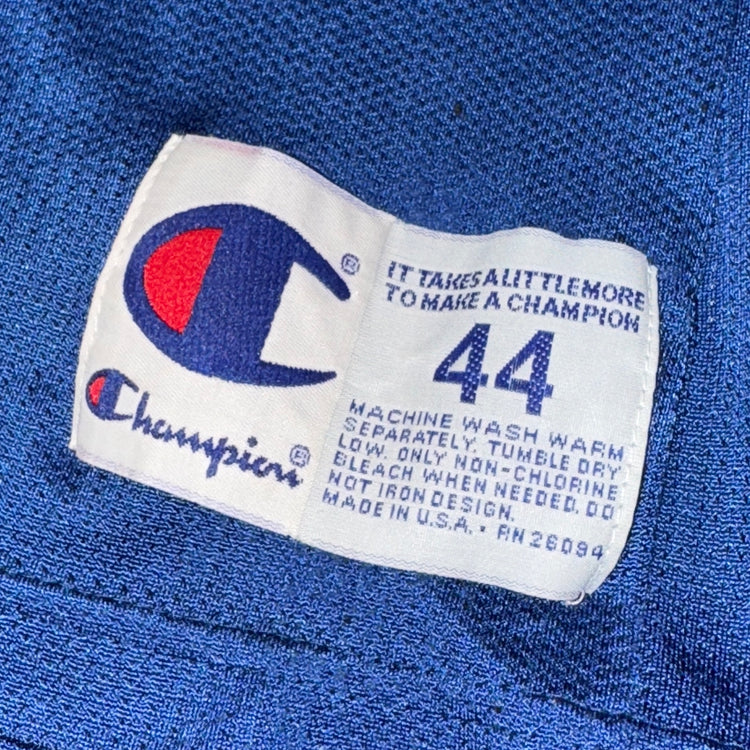 Champion®
®
IT TAKES A LITTLE MORE
TO MAKE A CHAMPION
44
MACHINE WASH WARM
SEPARATELY. TUMBLE DRY
LOW. ONLY NON-CHLORINE
BLEACH WHEN NEEDED. DO
NOT IRON DESIGN.
MADE IN U.S.A. • RN 26094